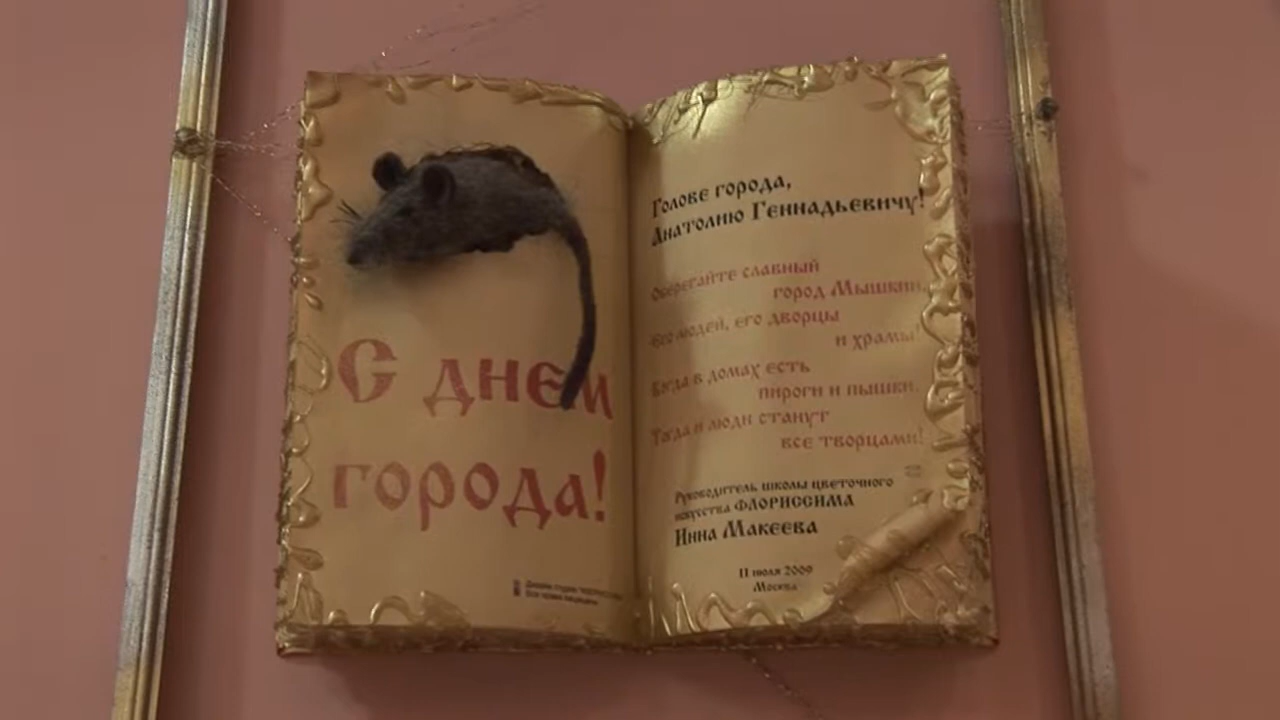 С днем
города!
Голове города,
Анатолию Геннадьевичу!
Оберегайте славный
город Мышкин,
Его людей, его дворцы
и храмы!
Когда в домах есть
пироги и пышки,
Тогда и люди станут
все творцами!
Руководитель школы цветочного
искусства ФЛОРИССИМА
Инна Макеева
11 июля 2009
Москва